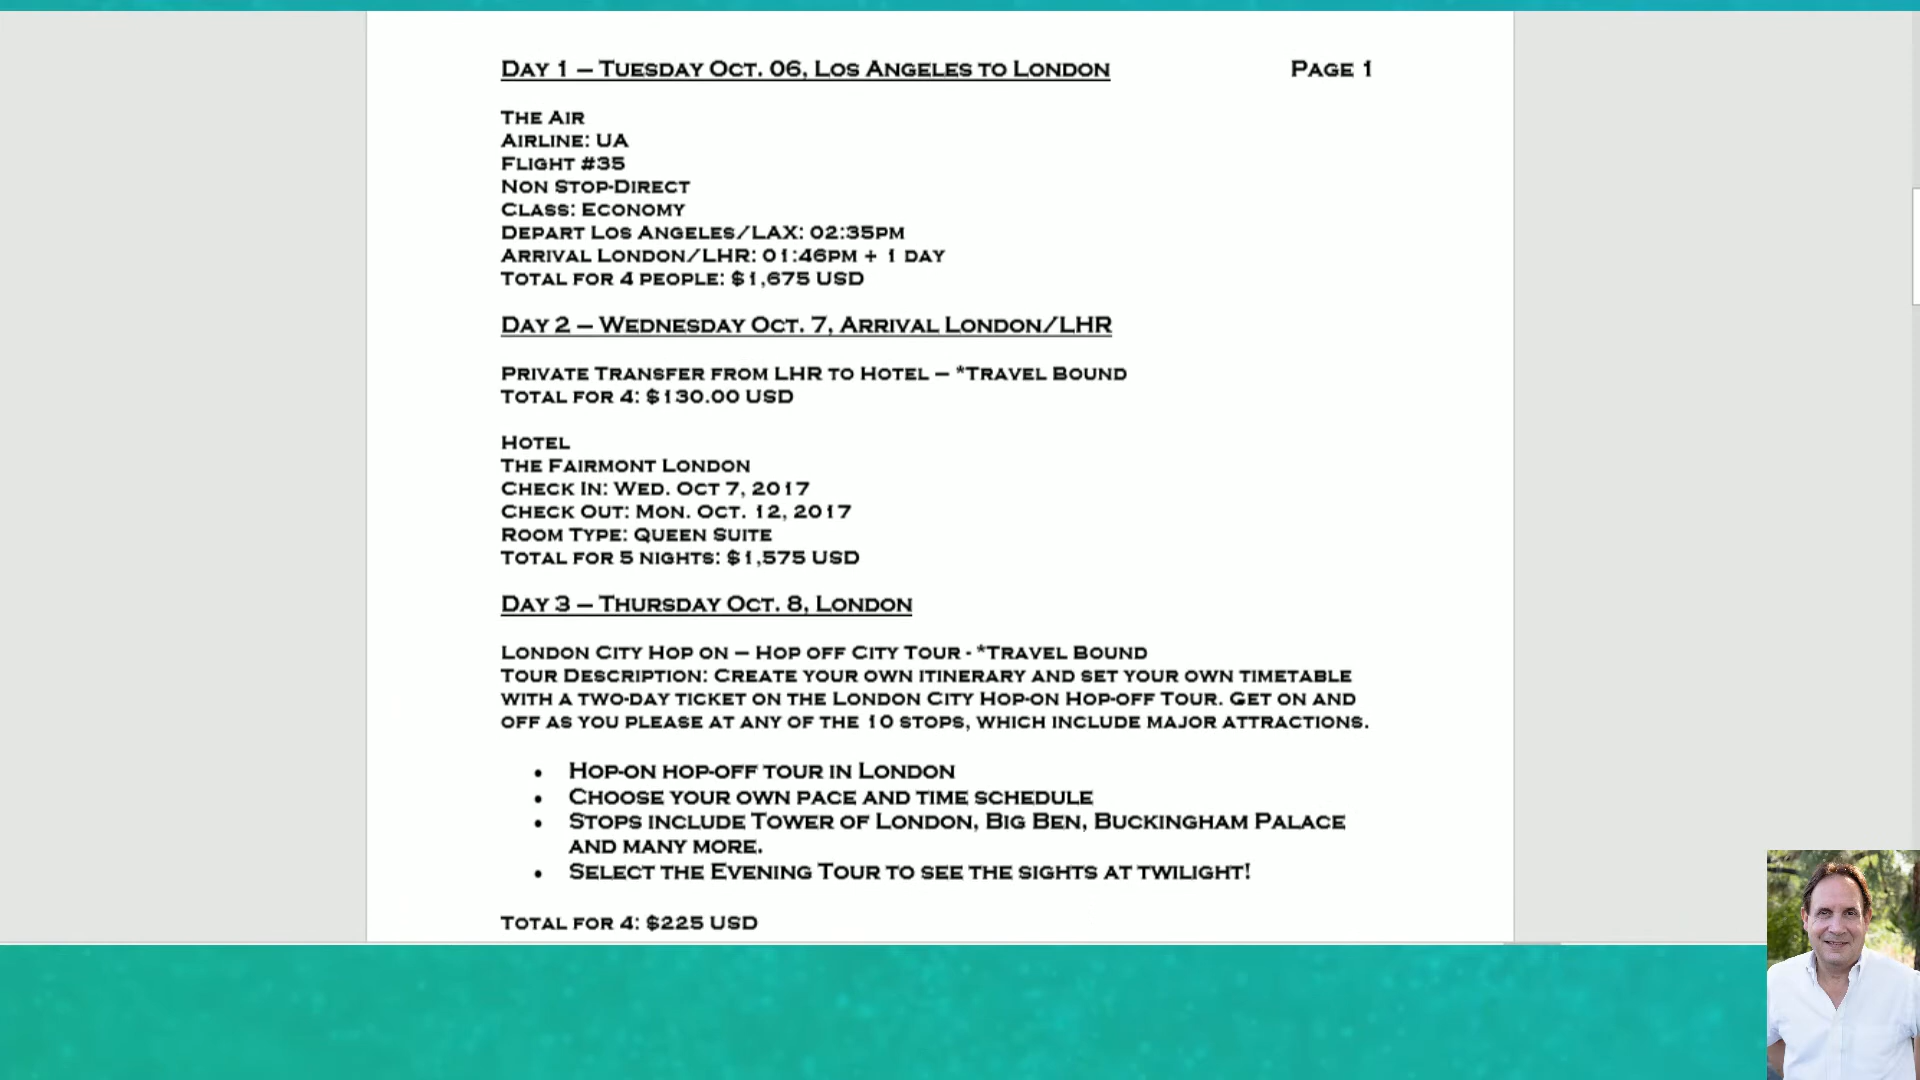 Day 1 – Tuesday Oct. 06, Los Angeles to London Page 1
The Air
Airline: UA
Flight #35
Non Stop-Direct
Class: Economy
Depart Los Angeles/LAX: 02:35pm
Arrival London/LHR: 01:46pm + 1 day
Total for 4 people: $1,675 USD
Day 2 – Wednesday Oct. 7, Arrival London/LHR
Private Transfer from LHR to Hotel – *Travel Bound
Total for 4: $130.00 USD
Hotel
The Fairmont London
Check In: Wed. Oct 7, 2017
Check Out: Mon. Oct. 12, 2017
Room Type: Queen Suite
Total for 5 nights: $1,575 USD
Day 3 – Thursday Oct. 8, London
London City Hop on – Hop off City Tour - *Travel Bound
Tour Description: Create your own itinerary and set your own timetable
with a two-day ticket on the London City Hop-on Hop-off Tour. Get on and
off as you please at any of the 10 stops, which include major attractions.
• Hop-on hop-off tour in London
• Choose your own pace and time schedule
• Stops include Tower of London, Big Ben, Buckingham Palace
and many more.
• Select the Evening Tour to see the sights at twilight!
Total for 4: $225 USD